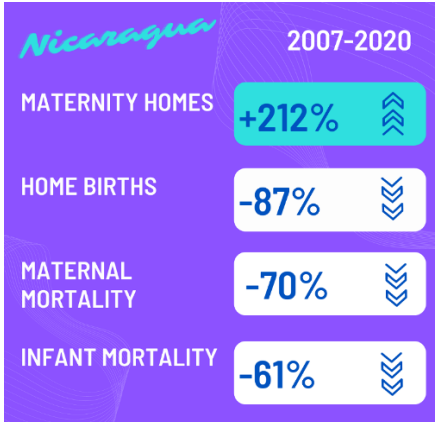 Nicaragua
2007-2020
MATERNITY HOMES
+212%
HOME BIRTHS
-87%
MATERNAL
MORTALITY
-70%
INFANT MORTALITY
-61%